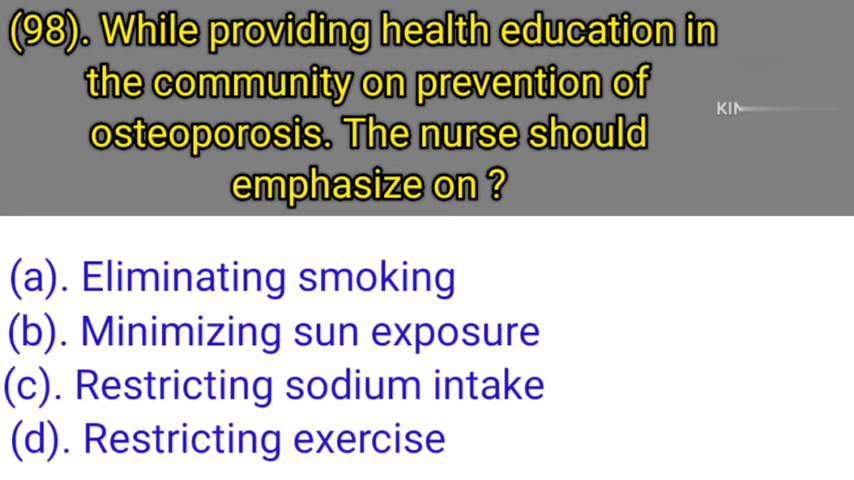 (98). While providing health education in
the community on prevention of
osteoporosis. The nurse should
emphasize on ?
(a). Eliminating smoking
(b). Minimizing sun exposure
(c). Restricting sodium intake
(d). Restricting exercise